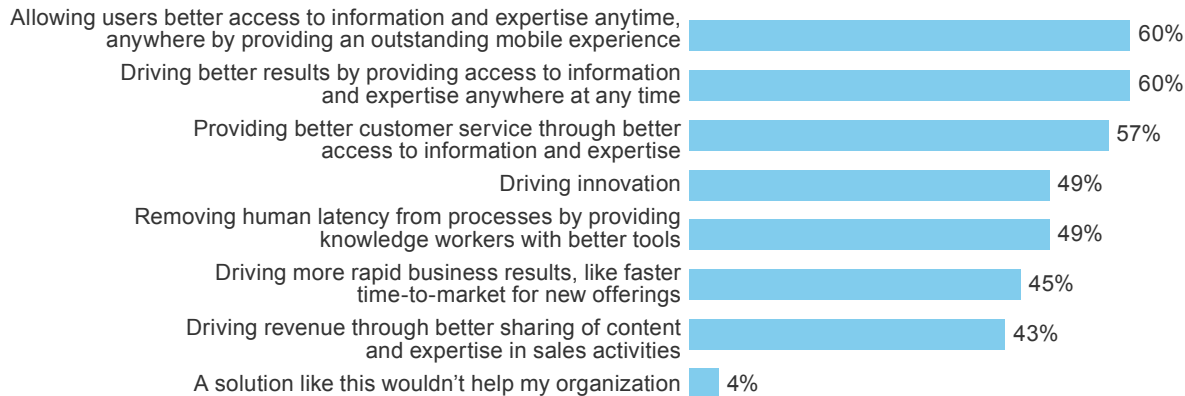 Allowing users better access to information and expertise anytime,
anywhere by providing an outstanding mobile experience
60%
Driving better results by providing access to information
and expertise anywhere at any time
60%
Providing better customer service through better
access to information and expertise
57%
Driving innovation
49%
Removing human latency from processes by providing
knowledge workers with better tools
49%
Driving more rapid business results, like faster
time-to-market for new offerings
45%
Driving revenue through better sharing of content
and expertise in sales activities
43%
A solution like this wouldn’t help my organization
4%